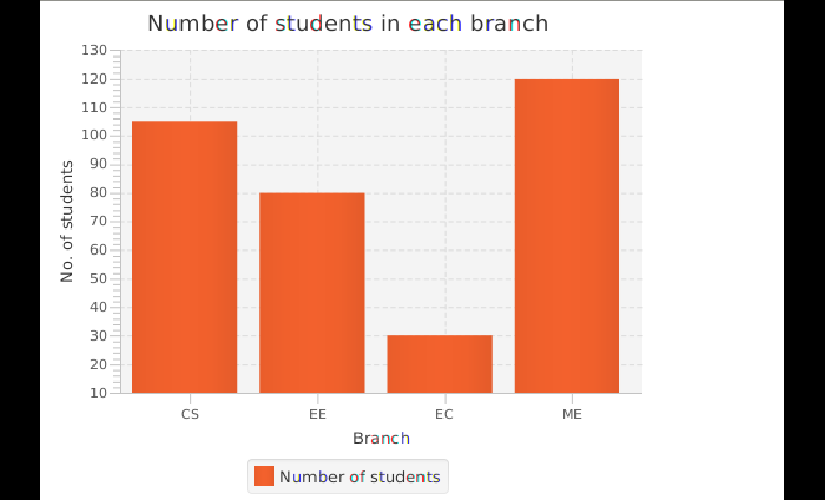 Number of students in each branch
130
120
110
100
90
80
70
60
50
40
30
20
10
No. of students
CS EE EC ME
Branch
Number of students